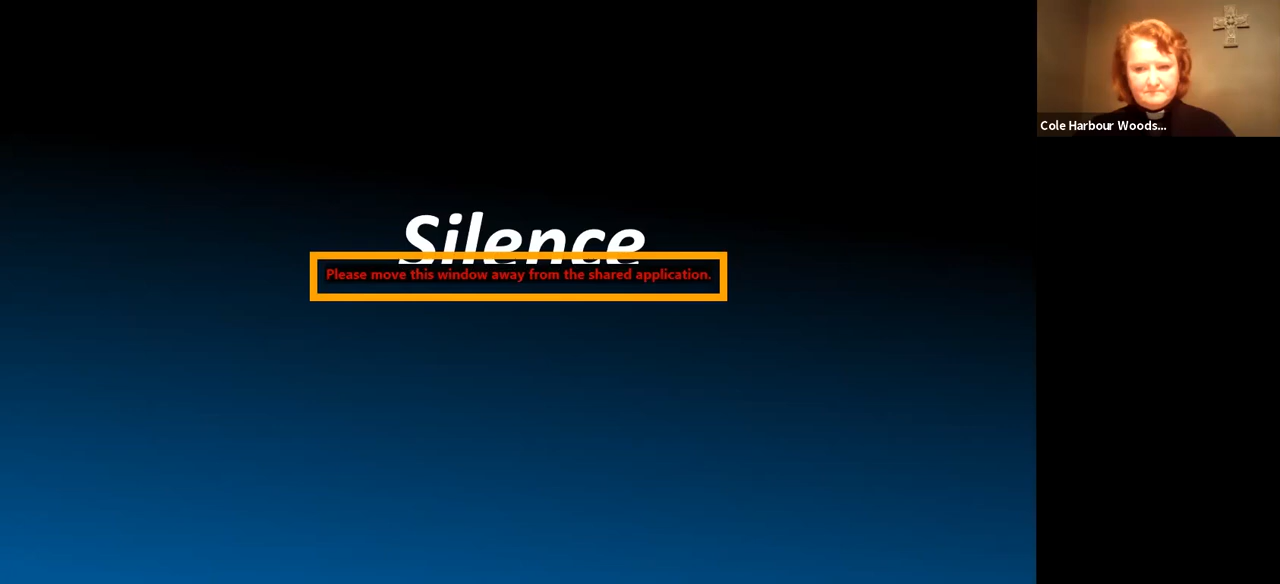 Silence
Please move this window away from the shared application.
Cole Harbour Woods...